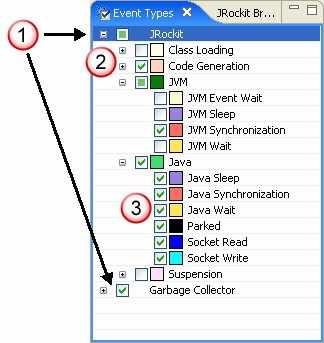 Event Types
JRockit Br...
1
JRockit
Class Loading
2
Code Generation
JVM
JVM Event Wait
JVM Sleep
JVM Synchronization
JVM Wait
Java
Java Sleep
Java Synchronization
3
Java Wait
Parked
Socket Read
Socket Write
Suspension
Garbage Collector